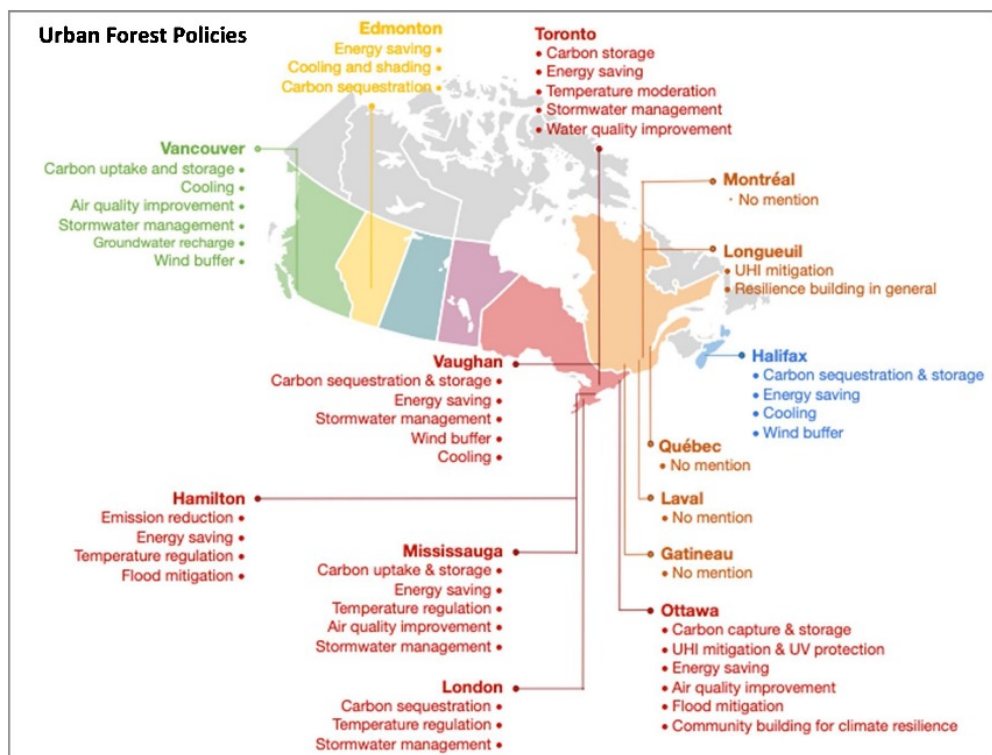 Urban Forest Policies
Edmonton
Energy saving •
Cooling and shading •
Carbon sequestration •
Toronto
• Carbon storage
• Energy saving
• Temperature moderation
• Stormwater management
• Water quality improvement
Vancouver
Carbon uptake and storage •
Cooling •
Air quality improvement •
Stormwater management •
Groundwater recharge •
Wind buffer •
Montréal
· No mention
Longueuil
• UHI mitigation
• Resilience building in general
Halifax
• Carbon sequestration & storage
• Energy saving
• Cooling
• Wind buffer
Vaughan
Carbon sequestration & storage •
Energy saving •
Stormwater management •
Wind buffer •
Cooling •
Québec
• No mention
Hamilton
Emission reduction •
Energy saving •
Temperature regulation •
Flood mitigation •
Laval
• No mention
Mississauga
Carbon uptake & storage •
Energy saving •
Temperature regulation •
Air quality improvement •
Stormwater management •
Gatineau
• No mention
Ottawa
• Carbon capture & storage
• UHI mitigation & UV protection
• Energy saving
• Air quality improvement
• Flood mitigation
• Community building for climate resilience
London
Carbon sequestration •
Temperature regulation •
Stormwater management •